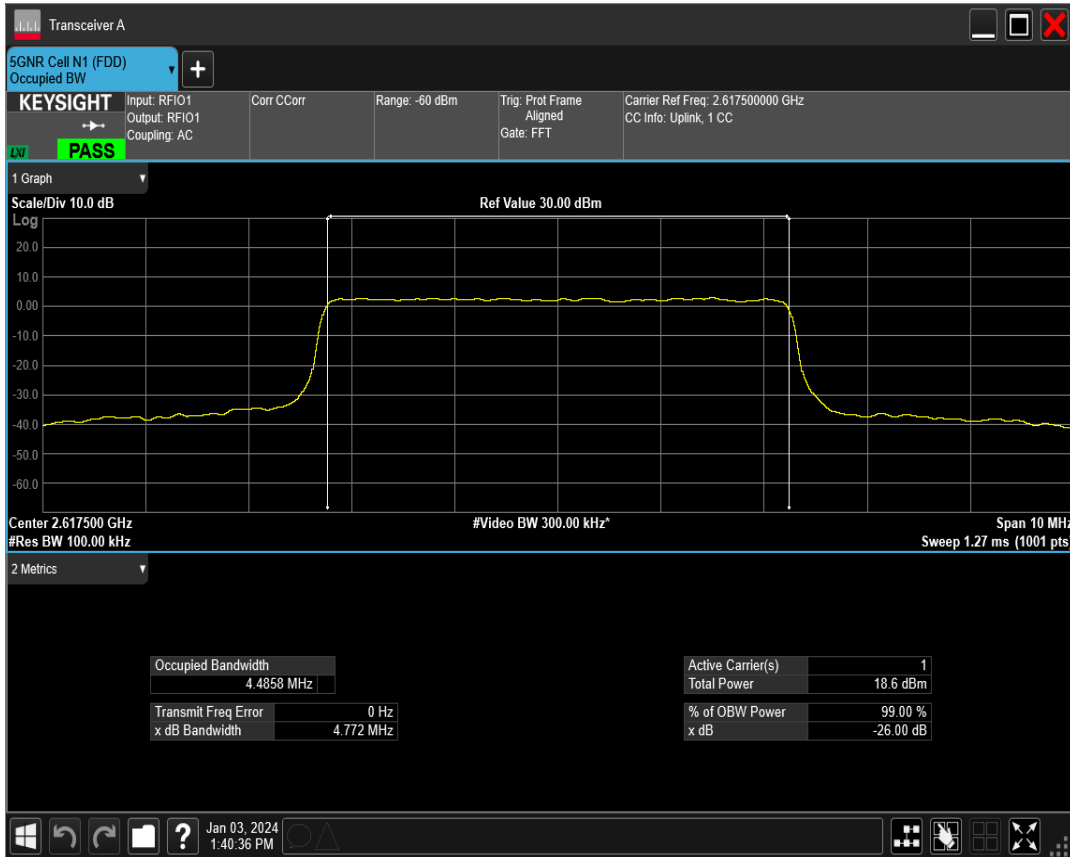 Transceiver A
5GNR Cell N1 (FDD)
Occupied BW
+
KEYSIGHT
LXI
PASS
Input: RFIO1
Output: RFIO1
Coupling: AC
Corr CCorr
Range: -60 dBm
Trig: Prot Frame
Aligned
Gate: FFT
Carrier Ref Freq: 2.617500000 GHz
CC Info: Uplink, 1 CC
1 Graph
Scale/Div 10.0 dB
Ref Value 30.00 dBm
Log
20.0
10.0
0.00
-10.0
-20.0
-30.0
-40.0
-50.0
-60.0
Center 2.617500 GHz
#Video BW 300.00 kHz*
Span 10 MHz
#Res BW 100.00 kHz
Sweep 1.27 ms (1001 pts)
2 Metrics
Occupied Bandwidth
4.4858 MHz
Transmit Freq Error 0 Hz
x dB Bandwidth 4.772 MHz
Active Carrier(s) 1
Total Power 18.6 dBm
% of OBW Power 99.00 %
x dB -26.00 dB
?
Jan 03, 2024
1:40:36 PM